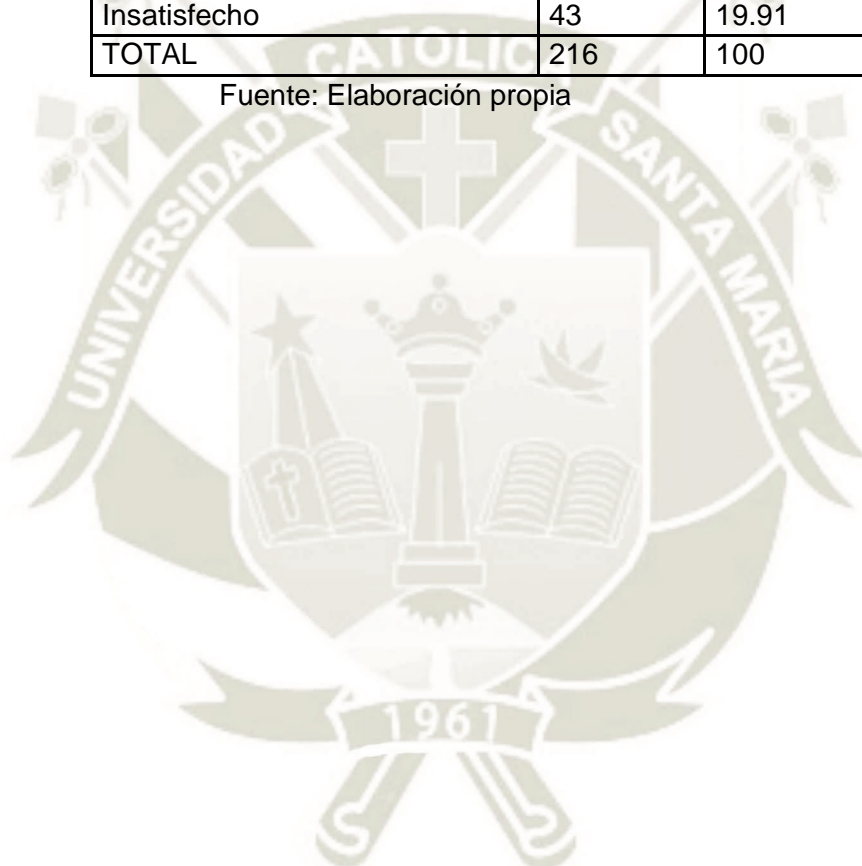 Insatisfecho 43 19.91
TOTAL 216 100
Fuente: Elaboración propia
UNIVERSIDAD CATOLICA SANTA MARIA
1961